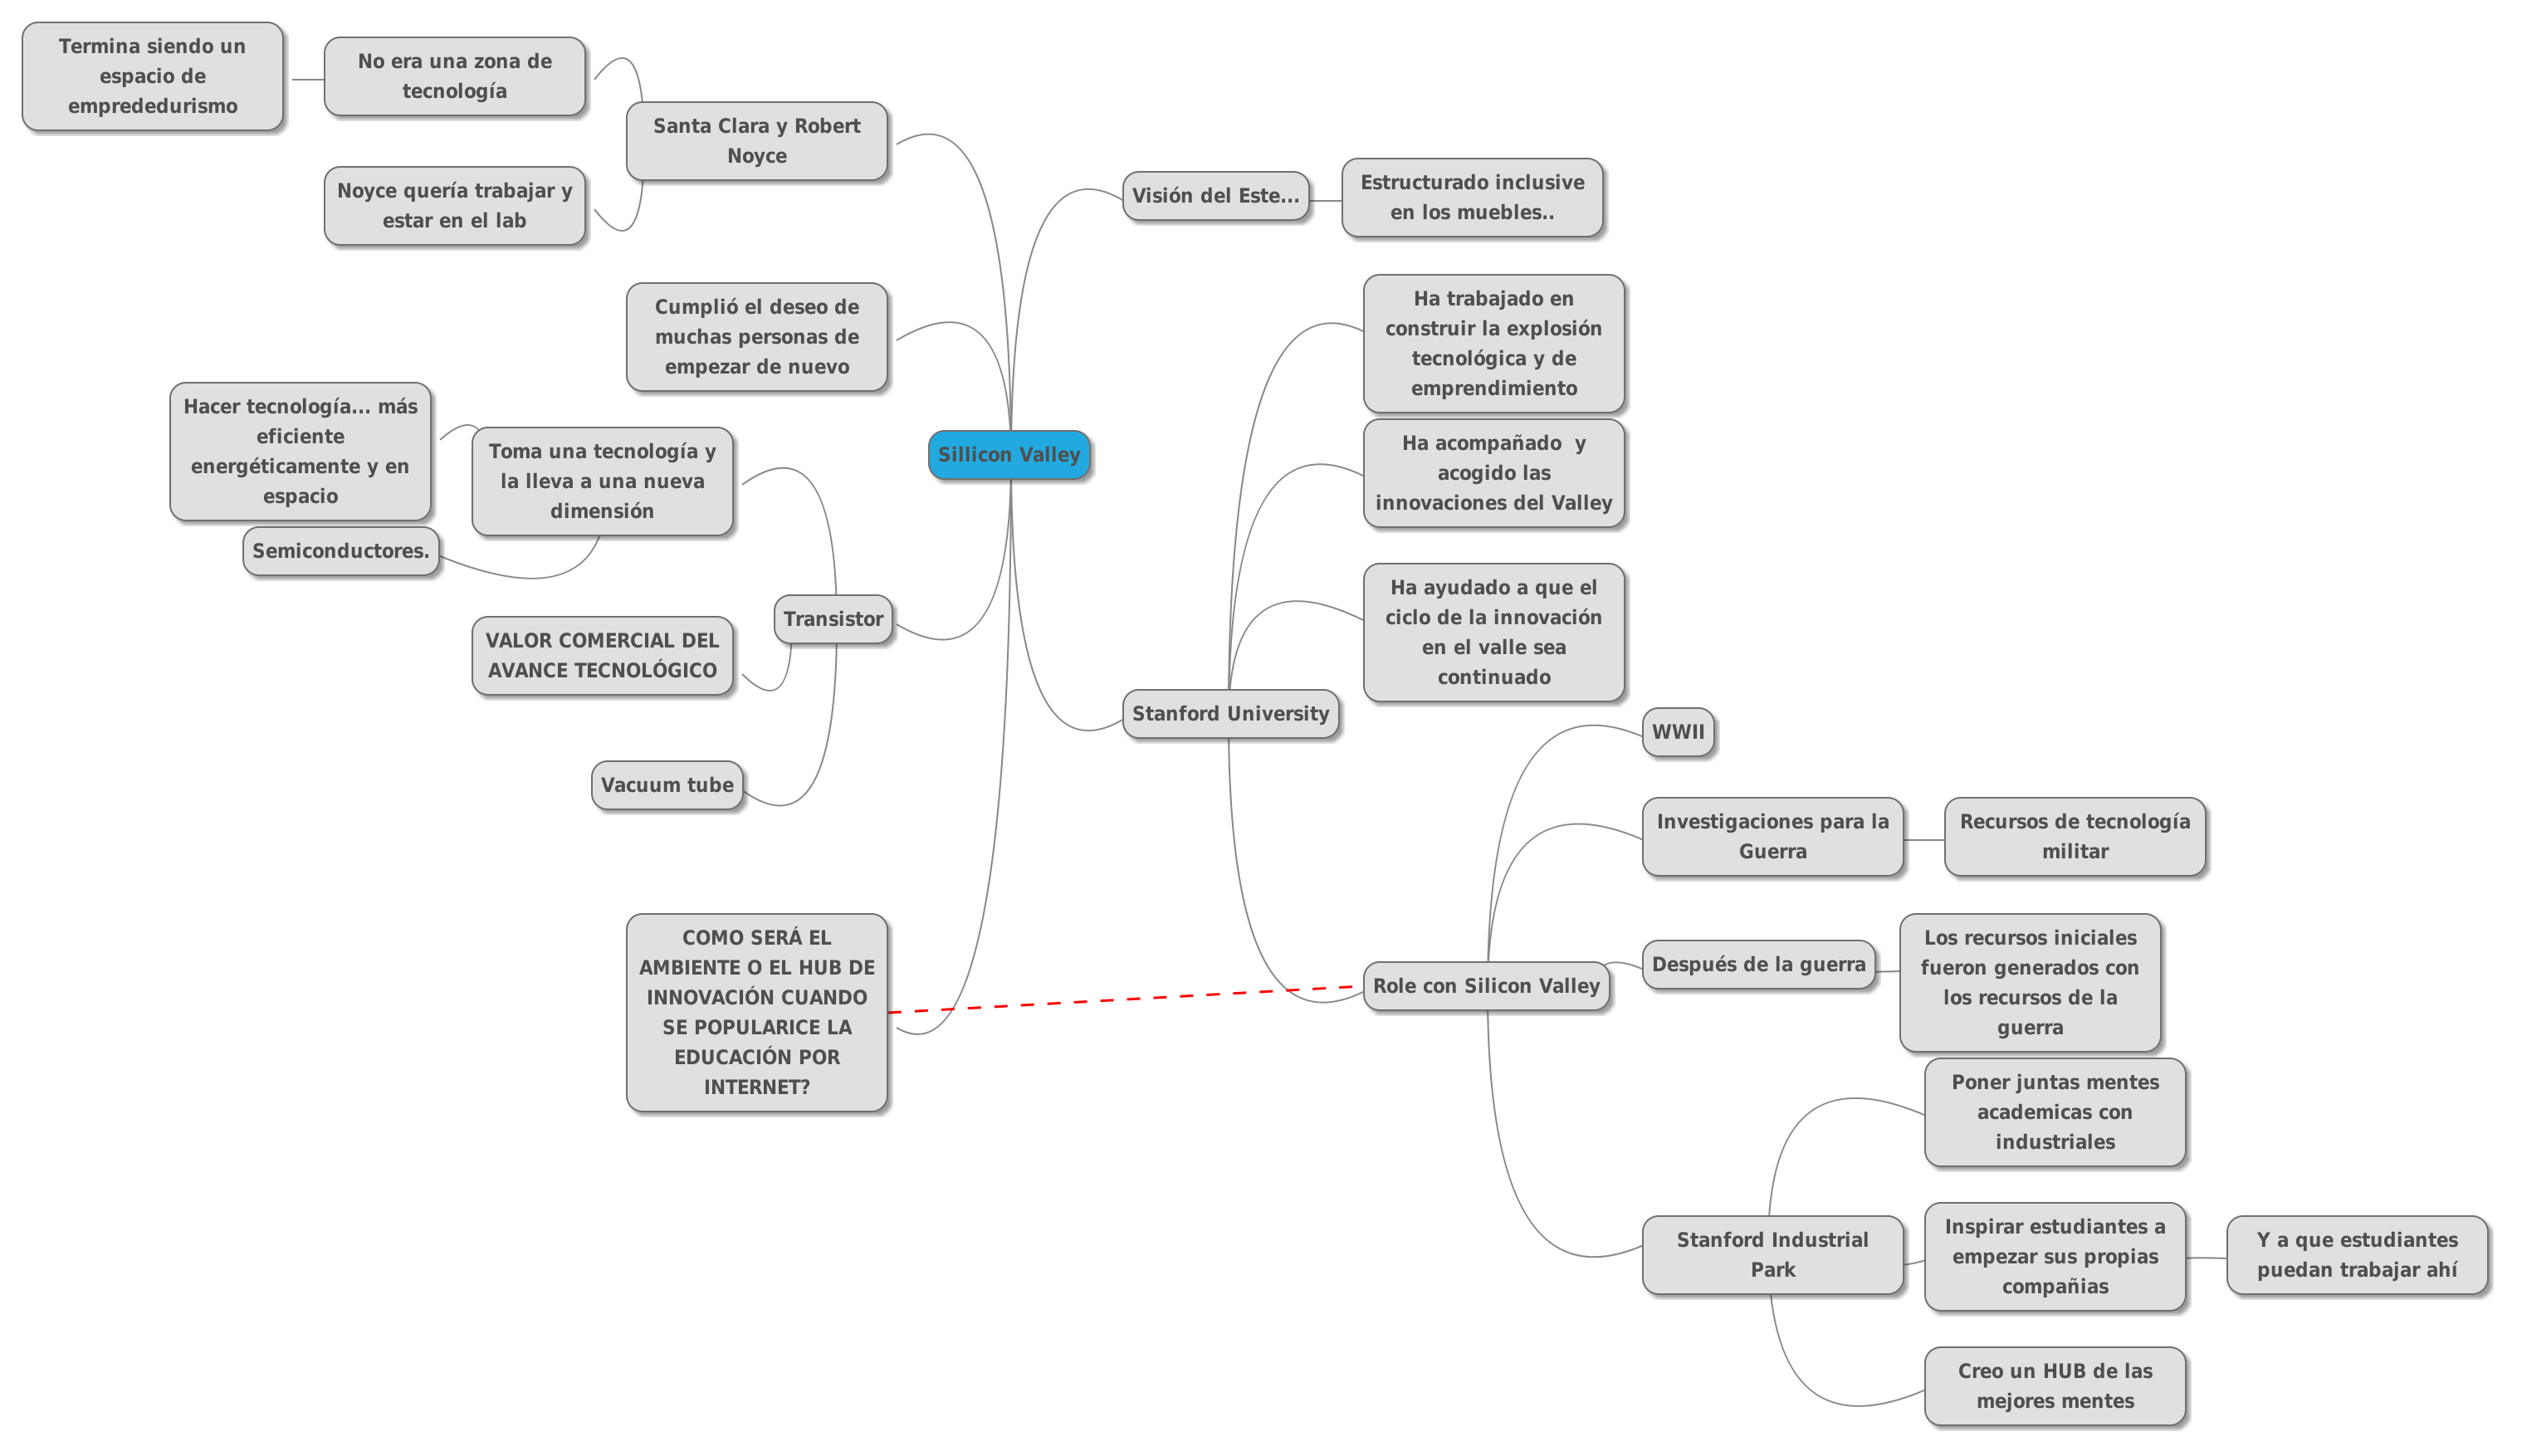 Termina siendo un
espacio de
emprededurismo
No era una zona de
tecnología
Santa Clara y Robert
Noyce
Noyce quería trabajar y
estar en el lab
Cumplió el deseo de
muchas personas de
empezar de nuevo
Hacer tecnología... más
eficiente
energéticamente y en
espacio
Toma una tecnología y
la lleva a una nueva
dimensión
Semiconductores.
Transistor
VALOR COMERCIAL DEL
AVANCE TECNOLÓGICO
Vacuum tube
COMO SERÁ EL
AMBIENTE O EL HUB DE
INNOVACIÓN CUANDO
SE POPULARICE LA
EDUCACIÓN POR
INTERNET?
Sillicon Valley
Visión del Este...
Estructurado inclusive
en los muebles..
Stanford University
Ha trabajado en
construir la explosión
tecnológica y de
emprendimiento
Ha acompañado  y
acogido las
innovaciones del Valley
Ha ayudado a que el
ciclo de la innovación
en el valle sea
continuado
Role con Silicon Valley
WWII
Investigaciones para la
Guerra
Recursos de tecnología
militar
Después de la guerra
Los recursos iniciales
fueron generados con
los recursos de la
guerra
Stanford Industrial
Park
Poner juntas mentes
academicas con
industriales
Inspirar estudiantes a
empezar sus propias
compañias
Y a que estudiantes
puedan trabajar ahí
Creo un HUB de las
mejores mentes